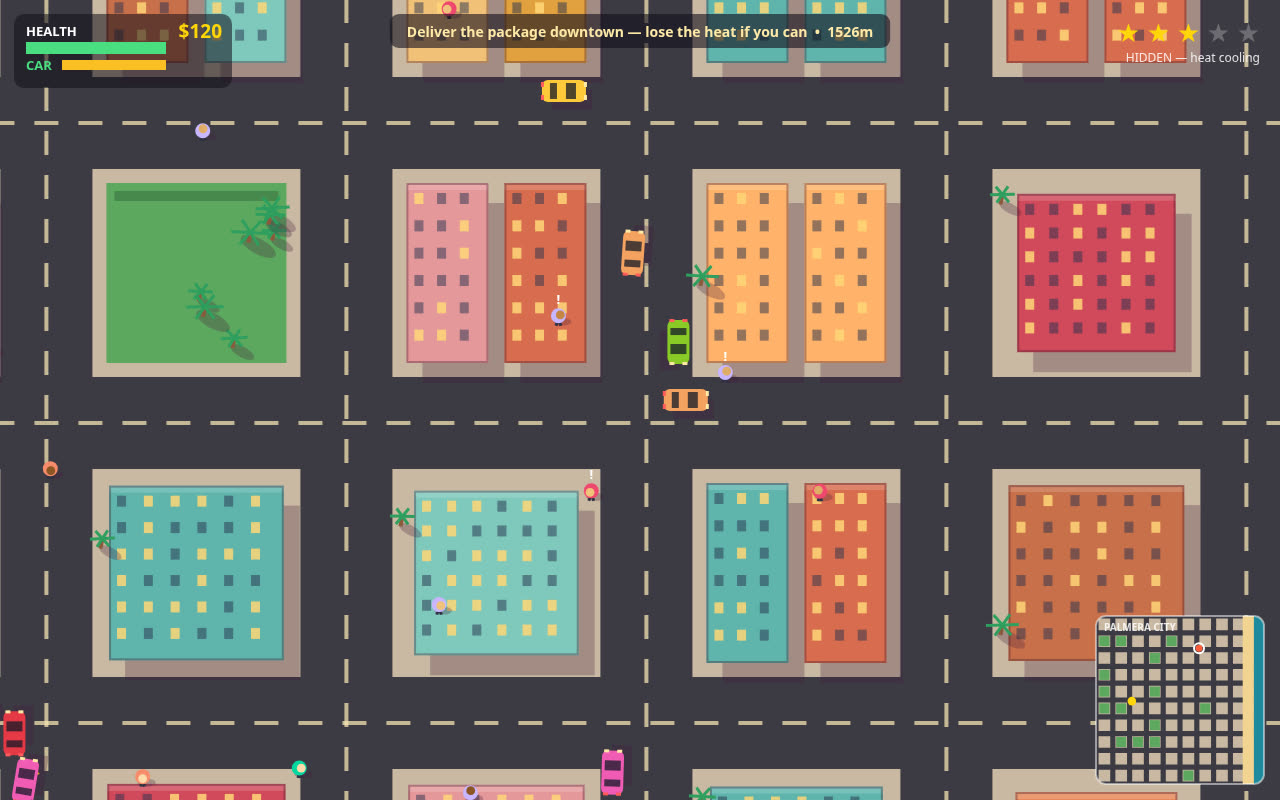 HEALTH
$120
CAR
Deliver the package downtown — lose the heat if you can • 1526m
★ ★ ★ ★ ★
HIDDEN — heat cooling
!
!
!
PALMERA CITY